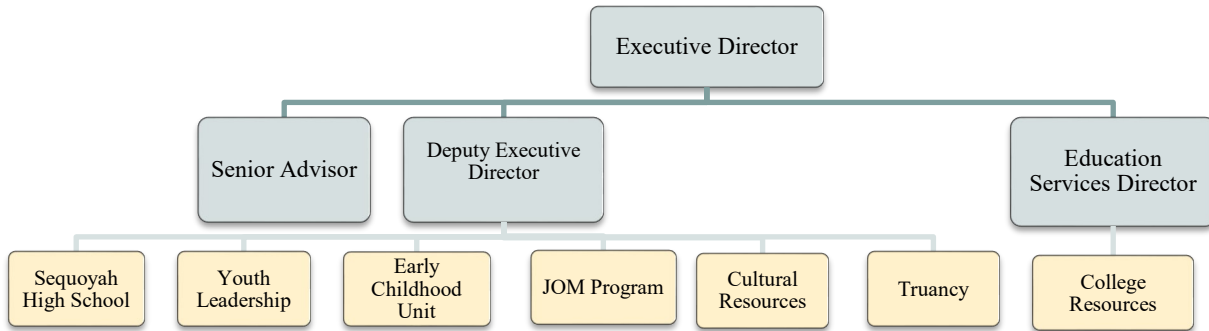 Executive Director
Senior Advisor
Deputy Executive
Director
Education
Services Director
Sequoyah
High School
Youth
Leadership
Early
Childhood
Unit
JOM Program
Cultural
Resources
Truancy
College
Resources